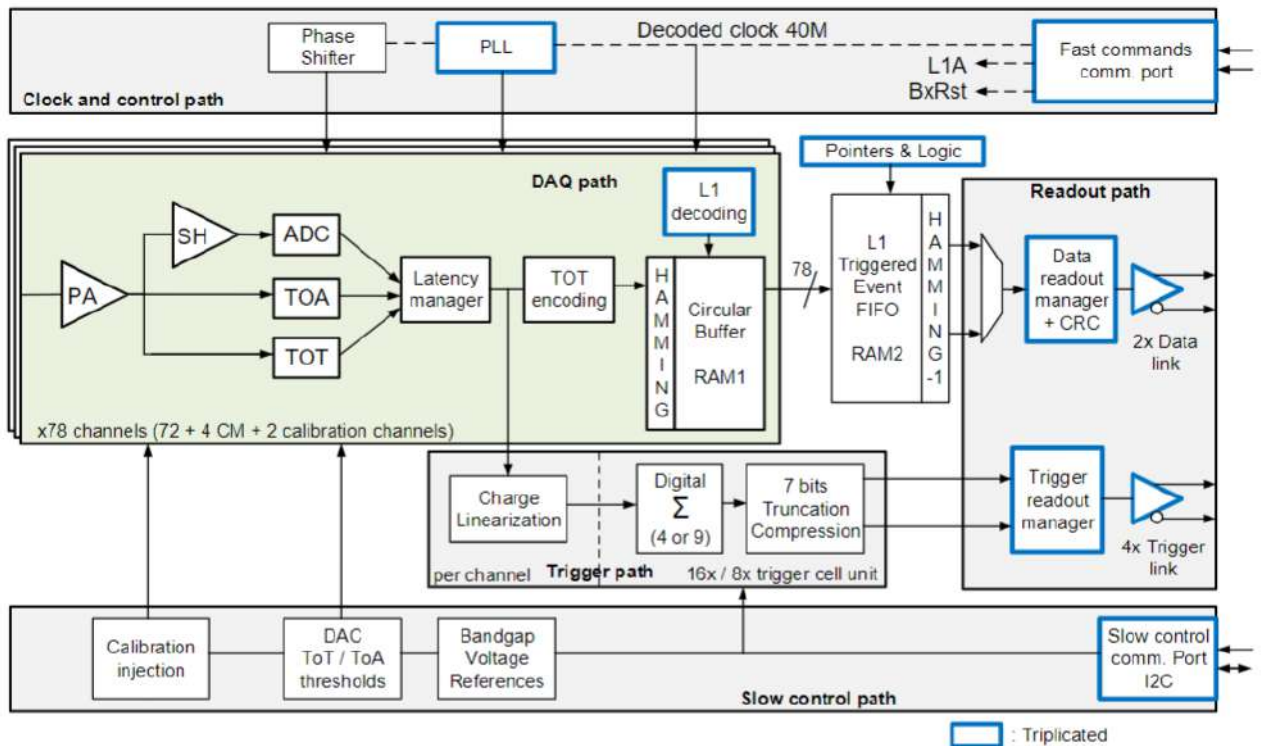 Phase
Shifter
PLL
Decoded clock 40M
L1A
BxRst
Fast commands
comm. port
Clock and control path
Pointers & Logic
DAQ path
L1
decoding
Readout path
SH
ADC
PA
TOA
TOT
Latency
manager
TOT
encoding
HAMMING
Circular
Buffer
RAM1
78
L1
Triggered
Event
FIFO
RAM2
HAMMING-1
Data
readout
manager
+ CRC
2x Data
link
x78 channels (72 + 4 CM + 2 calibration channels)
Charge
Linearization
Digital
Σ
(4 or 9)
7 bits
Truncation
Compression
Trigger
readout
manager
4x Trigger
link
per channel
Trigger path
16x / 8x trigger cell unit
Calibration
injection
DAC
ToT / ToA
thresholds
Bandgap
Voltage
References
Slow control
comm. Port
I2C
Slow control path
: Triplicated